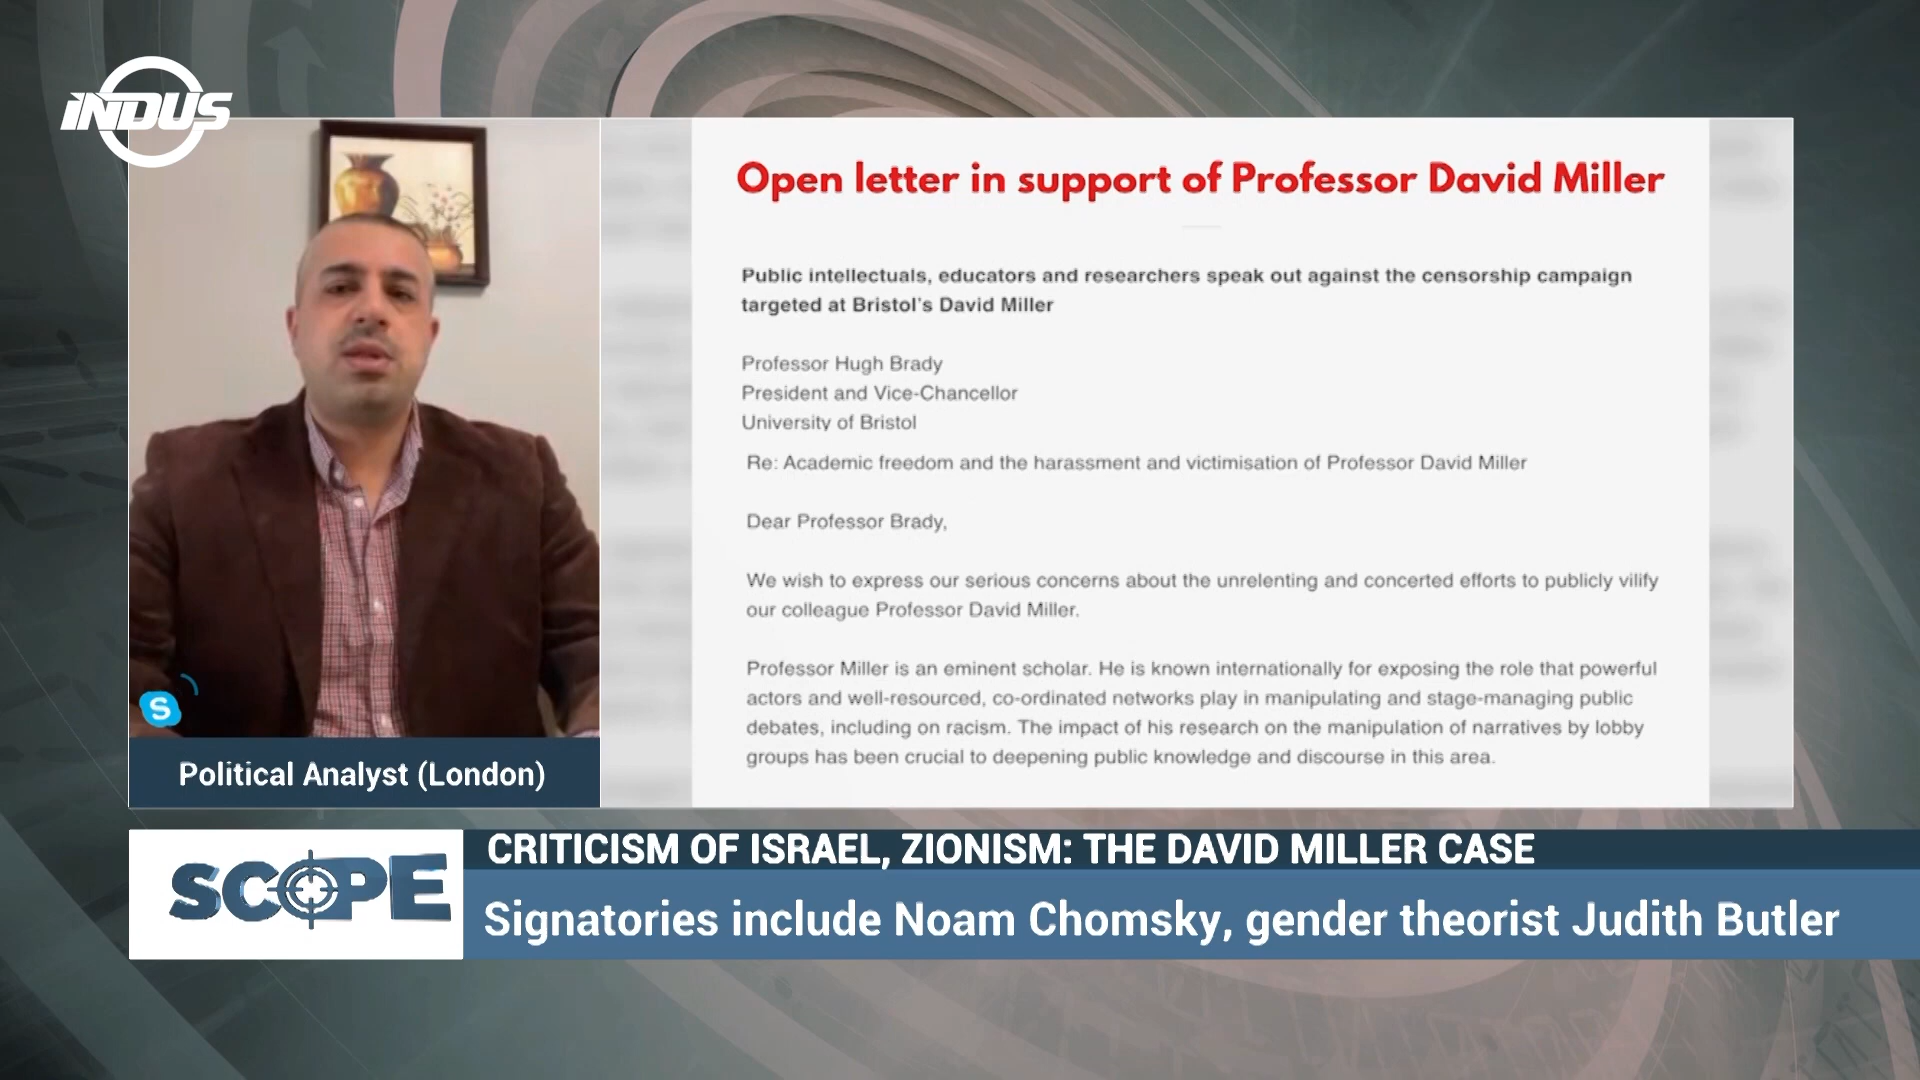 INDUS
Open letter in support of Professor David Miller
Public intellectuals, educators and researchers speak out against the censorship campaign
targeted at Bristol's David Miller
Professor Hugh Brady
President and Vice-Chancellor
University of Bristol
Re: Academic freedom and the harassment and victimisation of Professor David Miller
Dear Professor Brady,
We wish to express our serious concerns about the unrelenting and concerted efforts to publicly vilify
our colleague Professor David Miller.
Professor Miller is an eminent scholar. He is known internationally for exposing the role that powerful
actors and well-resourced, co-ordinated networks play in manipulating and stage-managing public
debates, including on racism. The impact of his research on the manipulation of narratives by lobby
groups has been crucial to deepening public knowledge and discourse in this area.
S
Political Analyst (London)
SCOPE
CRITICISM OF ISRAEL, ZIONISM: THE DAVID MILLER CASE
Signatories include Noam Chomsky, gender theorist Judith Butler